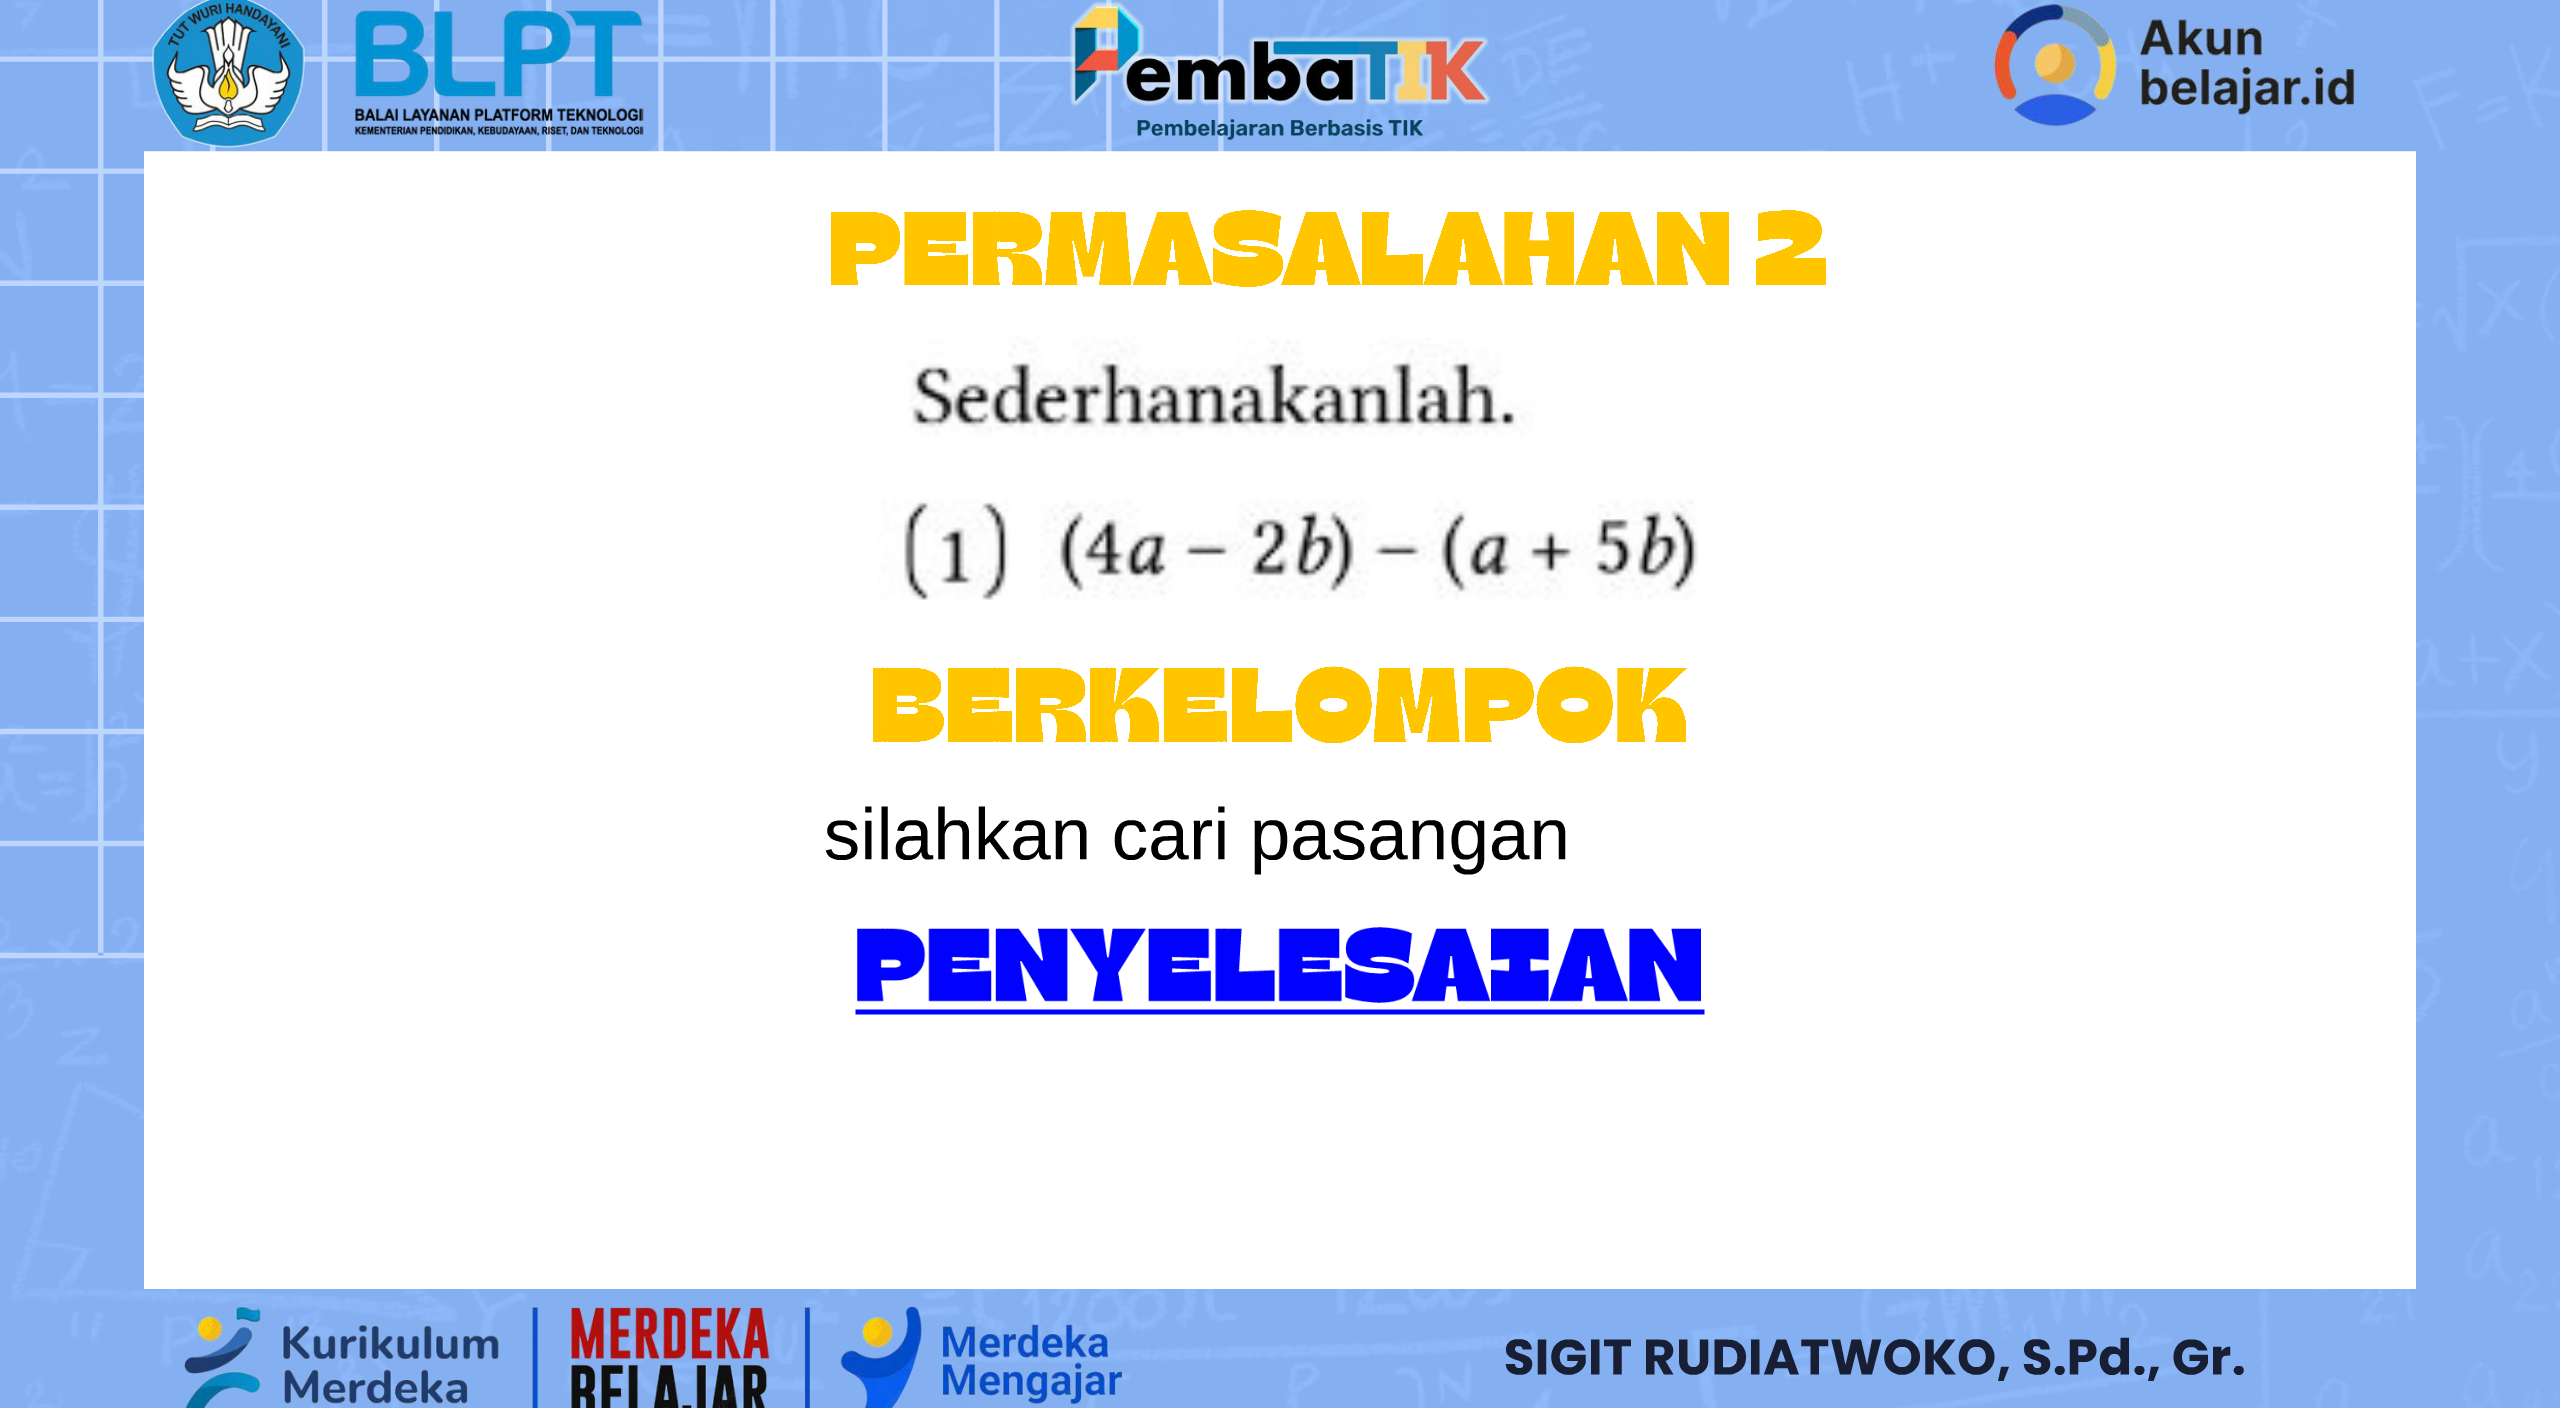 TUT WURI HANDAYANI
BLPT
BALAI LAYANAN PLATFORM TEKNOLOGI
KEMENTERIAN PENDIDIKAN, KEBUDAYAAN, RISET, DAN TEKNOLOGI
PembaTIK
Pembelajaran Berbasis TIK
Akun
belajar.id
PERMASALAHAN 2
Sederhanakanlah.
(1) (4a − 2b) − (a + 5b)
BERKELOMPOK
silahkan cari pasangan
PENYELESAIAN
Kurikulum
Merdeka
MERDEKA
BELAJAR
Merdeka
Mengajar
SIGIT RUDIATWOKO, S.Pd., Gr.